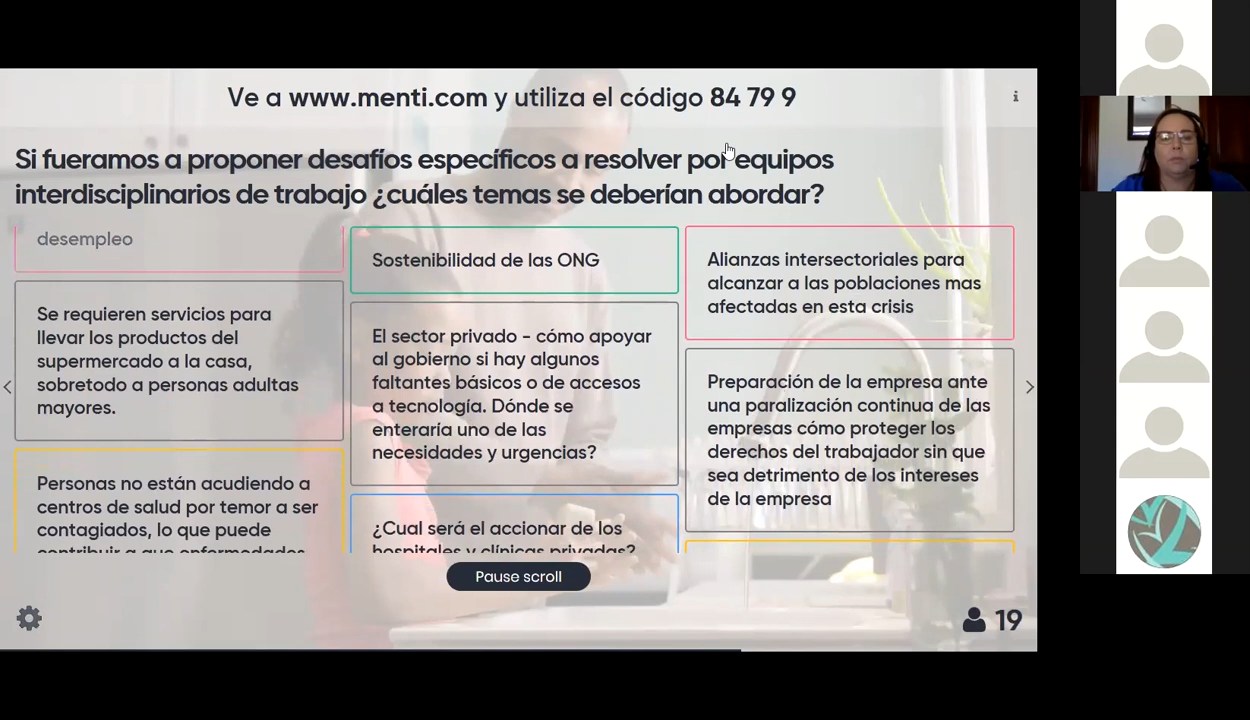 Ve a www.menti.com y utiliza el código 84 79 9
Si fueramos a proponer desafíos específicos a resolver por equipos
interdisciplinarios de trabajo ¿cuáles temas se deberían abordar?
desempleo
Se requieren servicios para
llevar los productos del
supermercado a la casa,
sobretodo a personas adultas
mayores.
Personas no están acudiendo a
centros de salud por temor a ser
contagiados, lo que puede
contribuir a que enfermedades
Sostenibilidad de las ONG
El sector privado - cómo apoyar
al gobierno si hay algunos
faltantes básicos o de accesos
a tecnología. Dónde se
enteraría uno de las
necesidades y urgencias?
¿Cual será el accionar de los
hospitales y clínicas privadas?
Alianzas intersectoriales para
alcanzar a las poblaciones mas
afectadas en esta crisis
Preparación de la empresa ante
una paralización continua de las
empresas cómo proteger los
derechos del trabajador sin que
sea detrimento de los intereses
de la empresa
Pause scroll
19